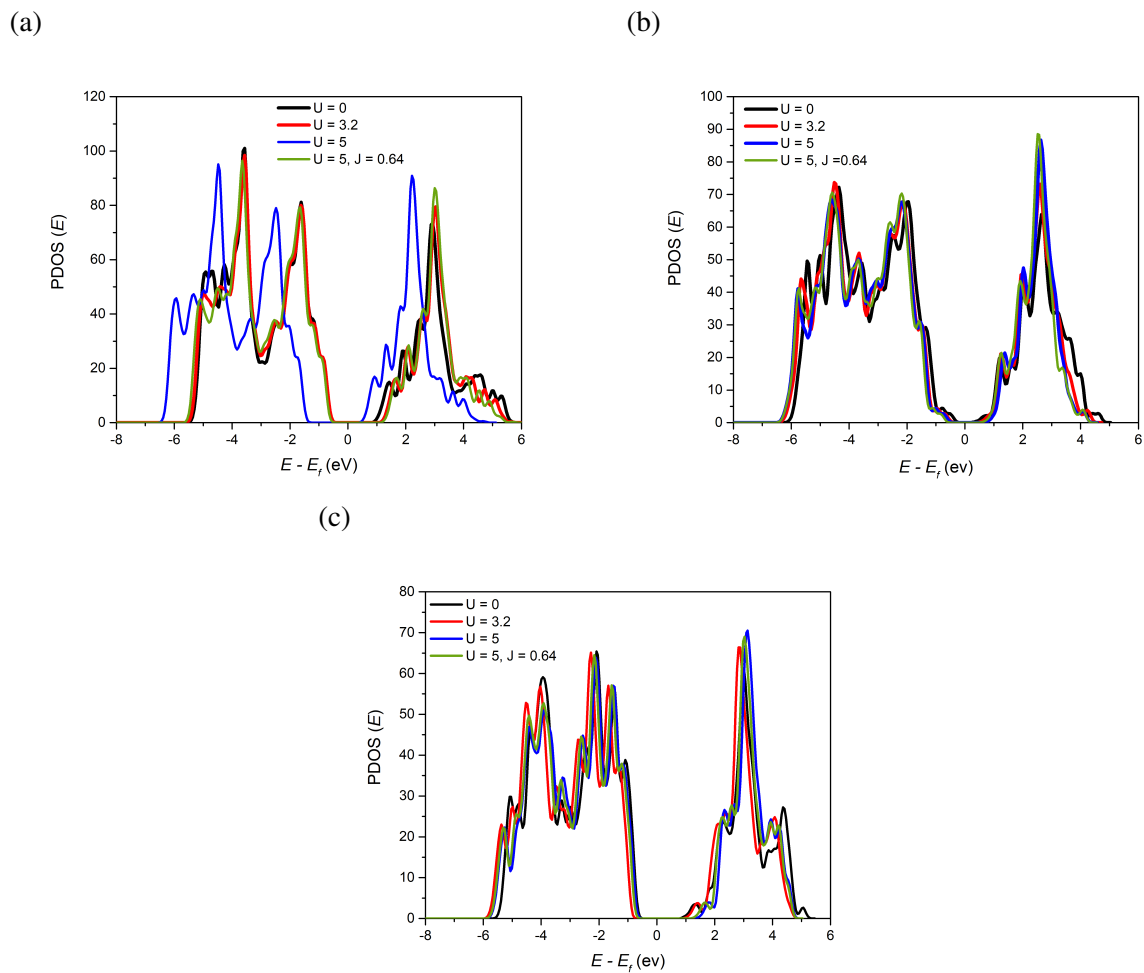 (a)
120
100
80
60
40
20
0
PDOS (E)
U = 0
U = 3.2
U = 5
U = 5, J = 0.64
-8 -6 -4 -2 0 2 4 6
E - Ef (eV)
(b)
100
90
80
70
60
50
40
30
20
10
0
PDOS (E)
U = 0
U = 3.2
U = 5
U = 5, J =0.64
-8 -6 -4 -2 0 2 4 6
E - Ef (ev)
(c)
80
70
60
50
40
30
20
10
0
PDOS (E)
U = 0
U = 3.2
U = 5
U = 5, J = 0.64
-8 -6 -4 -2 0 2 4 6
E - Ef (ev)